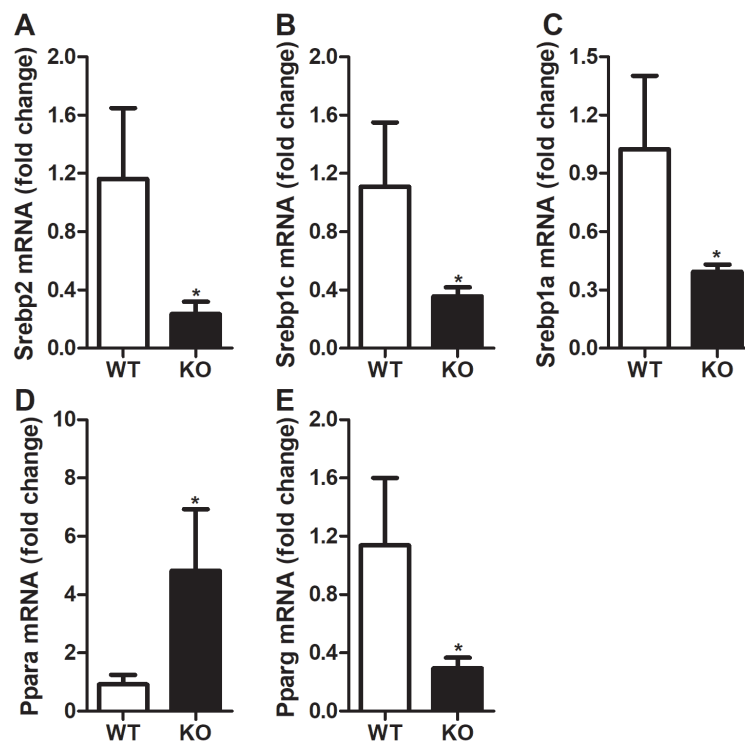 A
Srebp2 mRNA (fold change)
2.0
1.6
1.2
0.8
0.4
0.0
*
WT KO
B
Srebp1c mRNA (fold change)
2.0
1.6
1.2
0.8
0.4
0.0
*
WT KO
C
Srebp1a mRNA (fold change)
1.5
1.2
0.9
0.6
0.3
0.0
*
WT KO
D
Ppara mRNA (fold change)
10
8
6
4
2
0
*
WT KO
E
Pparg mRNA (fold change)
2.0
1.6
1.2
0.8
0.4
0.0
*
WT KO